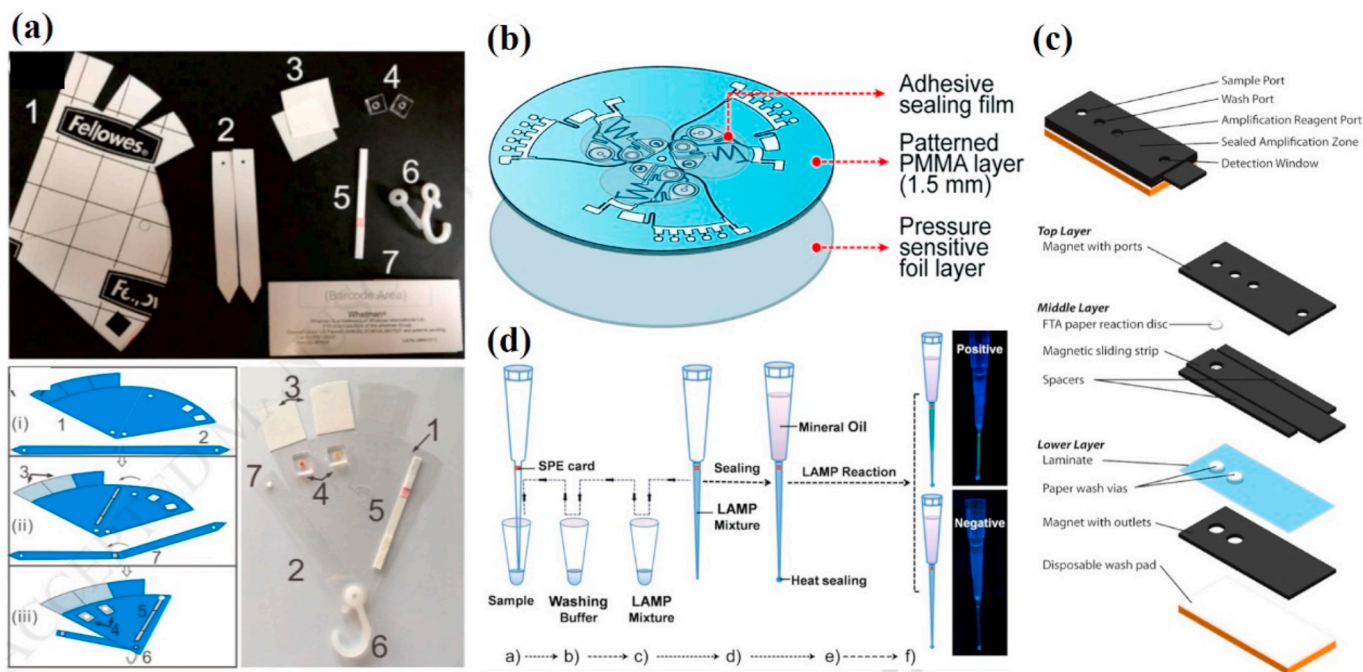 (a)
1
2
3
4
5
6
7
Fellowes®
(Barcode Area)
Whatman®
(i)
1
2
(ii)
3
7
(iii)
4
5
6
3
1
7
4
5
2
6
ACCEPTED
(b)
Adhesive
sealing film
Patterned
PMMA layer
(1.5 mm)
Pressure
sensitive
foil layer
(c)
Sample Port
Wash Port
Amplification Reagent Port
Sealed Amplification Zone
Detection Window
Top Layer
Magnet with ports
Middle Layer
FTA paper reaction disc
Magnetic sliding strip
Spacers
Lower Layer
Laminate
Paper wash vias
Magnet with outlets
Disposable wash pad
(d)
SPE card
Sample
Washing
Buffer
LAMP
Mixture
LAMP
Mixture
Sealing
Mineral Oil
Heat sealing
LAMP Reaction
Positive
Negative
a)
b)
c)
d)
e)
f)